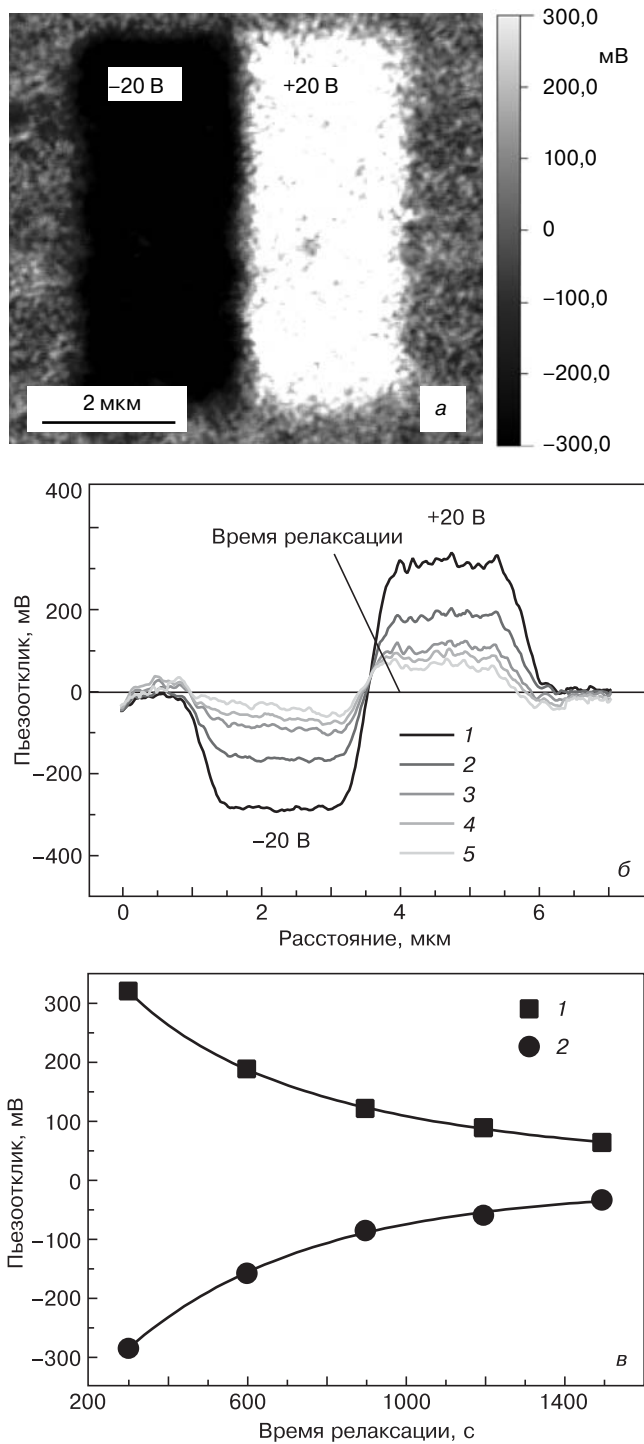 −20 В +20 В
300,0
мВ
200,0
100,0
0
−100,0
−200,0
2 мкм
а
−300,0
400
+20 В
Время релаксации
200
Пьезоотклик, мВ
0
1
2
−200
3
4
−20 В
5
−400
б
0 2 4 6
Расстояние, мкм
300
1
2
200
100
Пьезоотклик, мВ
0
−100
−200
−300
в
200 600 1000 1400
Время релаксации, с